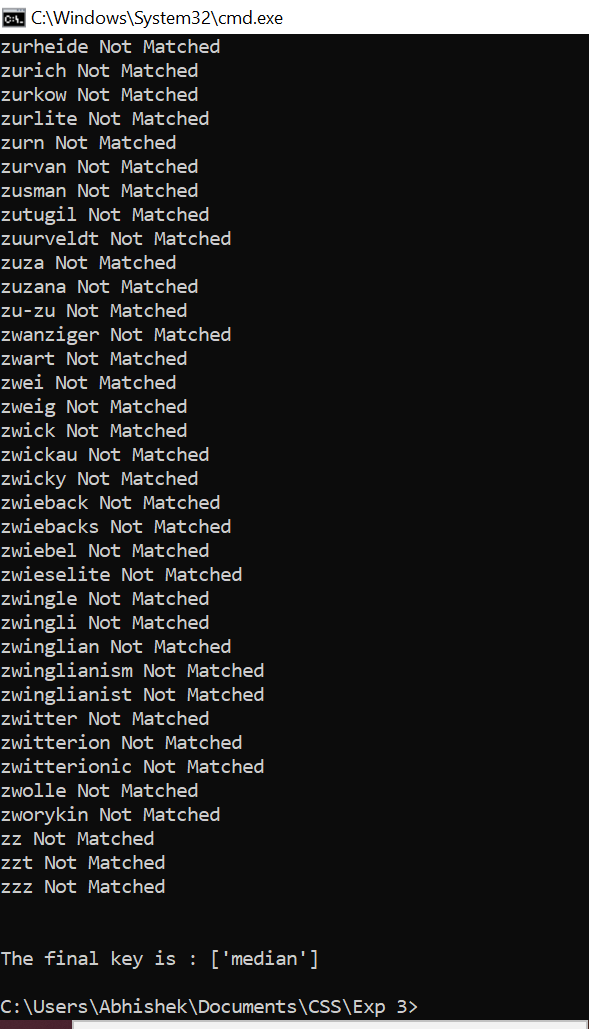 C:\Windows\System32\cmd.exe
zurheide Not Matched
zurich Not Matched
zurkow Not Matched
zurlite Not Matched
zurn Not Matched
zurvan Not Matched
zusman Not Matched
zutugil Not Matched
zuurveldt Not Matched
zuza Not Matched
zuzana Not Matched
zu-zu Not Matched
zwanziger Not Matched
zwart Not Matched
zwei Not Matched
zweig Not Matched
zwick Not Matched
zwickau Not Matched
zwicky Not Matched
zwieback Not Matched
zwiebacks Not Matched
zwiebel Not Matched
zwieselite Not Matched
zwingle Not Matched
zwingli Not Matched
zwinglian Not Matched
zwinglianism Not Matched
zwinglianist Not Matched
zwitter Not Matched
zwitterion Not Matched
zwitterionic Not Matched
zwolle Not Matched
zworykin Not Matched
zz Not Matched
zzt Not Matched
zzz Not Matched
The final key is : ['median']
C:\Users\Abhishek\Documents\CSS\Exp 3>